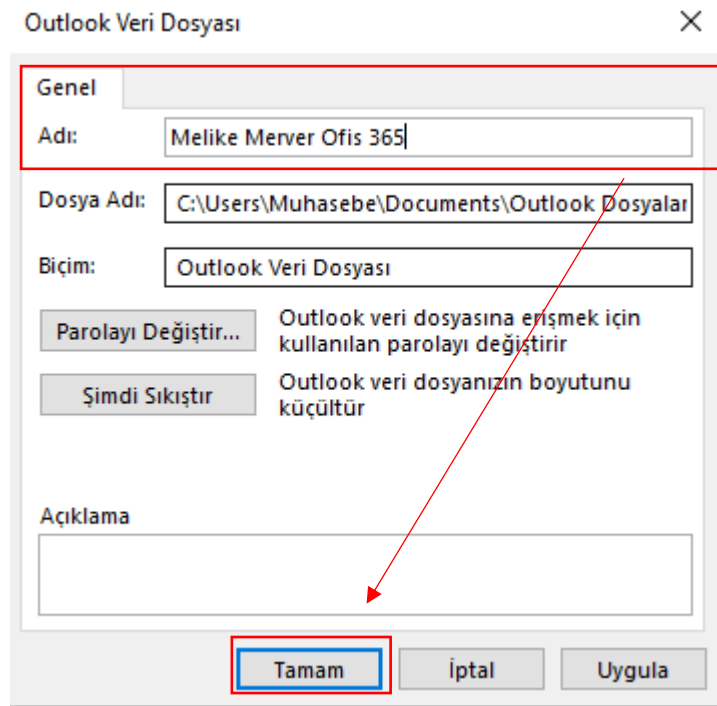 Outlook Veri Dosyası
Genel
Adı: Melike Merver Ofis 365
Dosya Adı: C:\Users\Muhasebe\Documents\Outlook Dosyalar
Biçim: Outlook Veri Dosyası
Parolayı Değiştir... Outlook veri dosyasına erişmek için
kullanılan parolayı değiştirir
Şimdi Sıkıştır Outlook veri dosyanızın boyutunu
küçültür
Açıklama
Tamam İptal Uygula